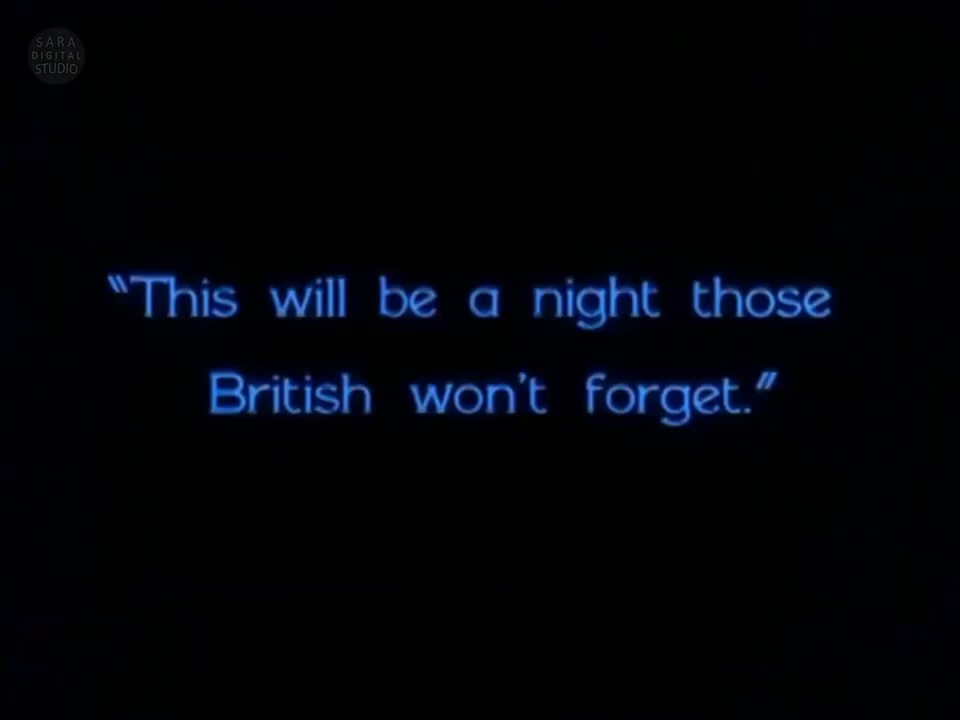 SARA
DIGITAL
STUDIO
"This will be a night those
British won't forget."